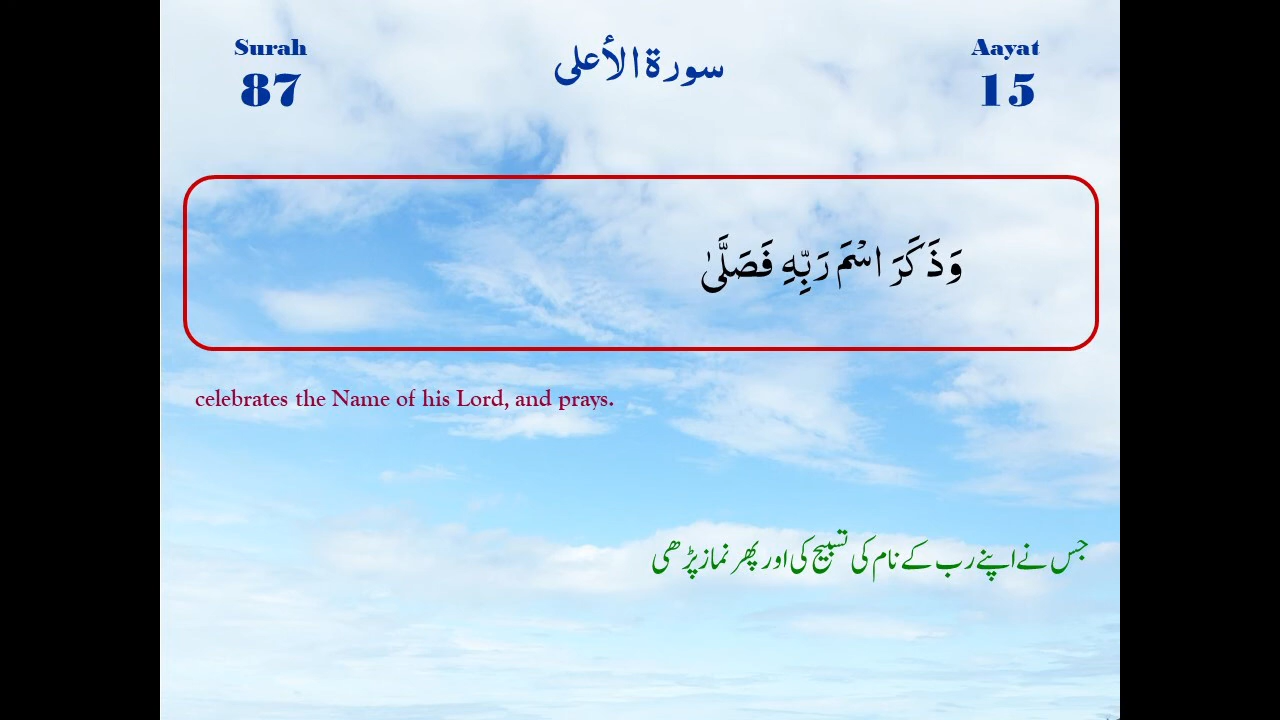 Surah
87
سورة الأعلى
Aayat
15
وَذَكَرَ اسْمَ رَبِّهِ فَصَلَّىٰ
celebrates the Name of his Lord, and prays.
جس نے اپنے رب کے نام کی تسبیح کی اور پھر نماز پڑھی